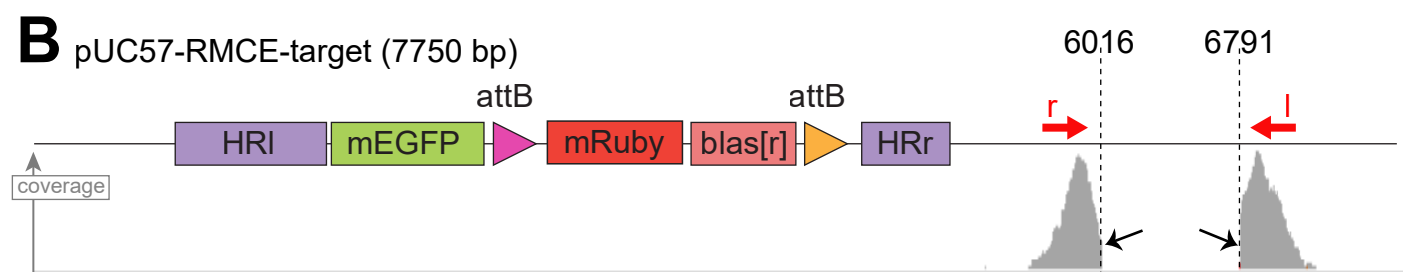 B pUC57-RMCE-target (7750 bp)
6016 6791
attB attB
r l
HRl mEGFP mRuby blas[r] HRr
coverage